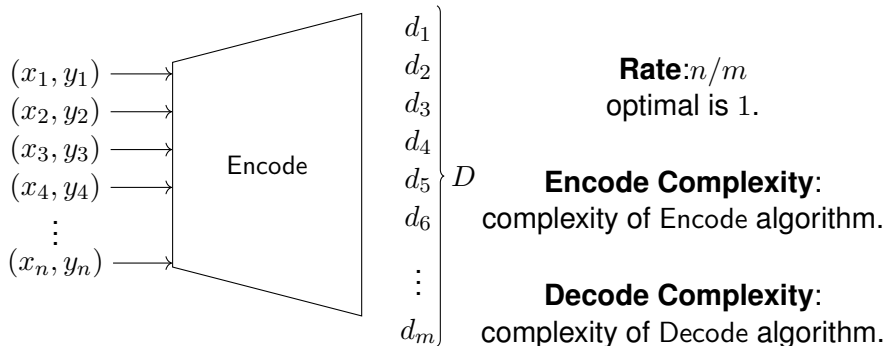 (x₁, y₁)
(x₂, y₂)
(x₃, y₃)
(x₄, y₄)
⋮
(xₙ, yₙ)
Encode
d₁
d₂
d₃
d₄
d₅
d₆
⋮
dₘ
D
Rate:n/m
optimal is 1.
Encode Complexity:
complexity of Encode algorithm.
Decode Complexity:
complexity of Decode algorithm.